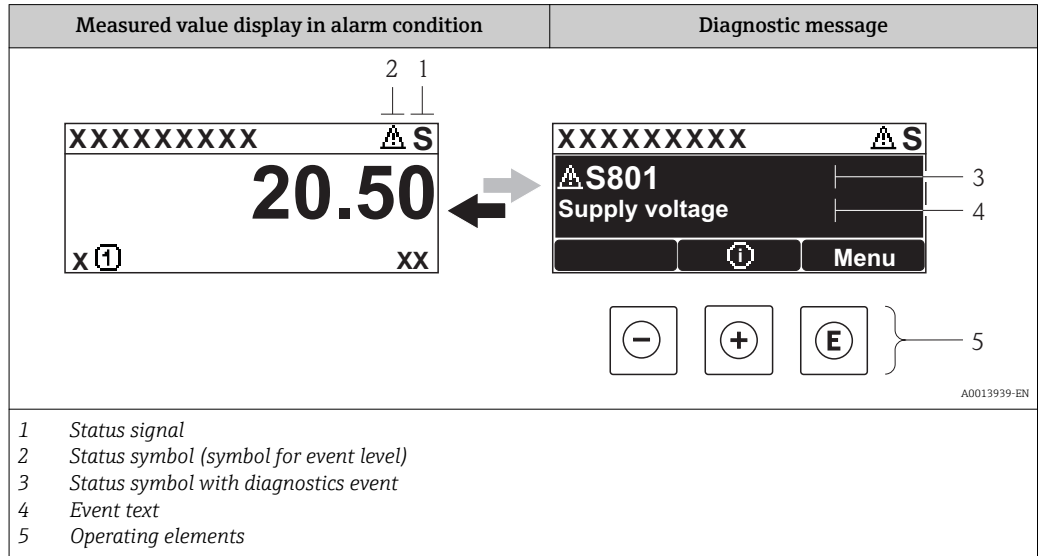 Measured value display in alarm condition Diagnostic message
2 1
XXXXXXXXX ⚠ S
20.50
X 1 XX
XXXXXXXXX ⚠ S
⚠S801
Supply voltage
i Menu
3
4
− + E
5
A0013939-EN
1 Status signal
2 Status symbol (symbol for event level)
3 Status symbol with diagnostics event
4 Event text
5 Operating elements